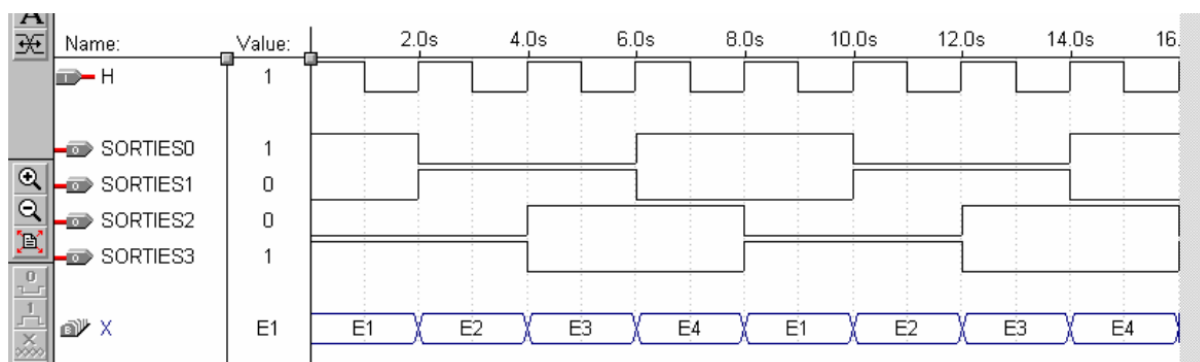 A
Name: Value: 2.0s 4.0s 6.0s 8.0s 10.0s 12.0s 14.0s 16.
H 1
SORTIES0 1
SORTIES1 0
SORTIES2 0
SORTIES3 1
X E1 E1 E2 E3 E4 E1 E2 E3 E4